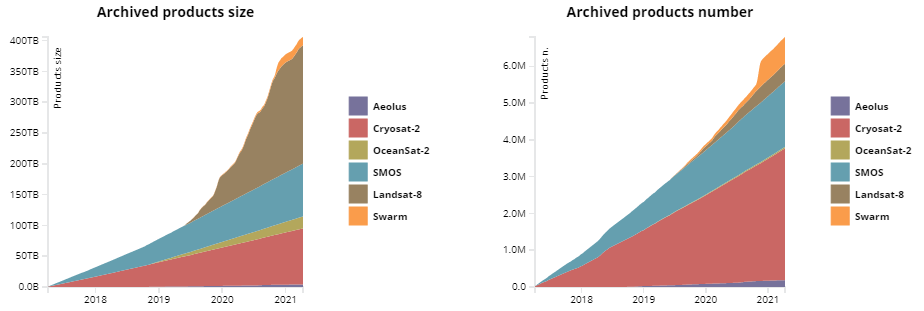 Archived products size
400TB
350TB
300TB
250TB
200TB
150TB
100TB
50TB
0.0B
Products size
2018
2019
2020
2021
Aeolus
Cryosat-2
OceanSat-2
SMOS
Landsat-8
Swarm
Archived products number
6.0M
5.0M
4.0M
3.0M
2.0M
1.0M
0.0
Products n.
2018
2019
2020
2021
Aeolus
Cryosat-2
OceanSat-2
SMOS
Landsat-8
Swarm